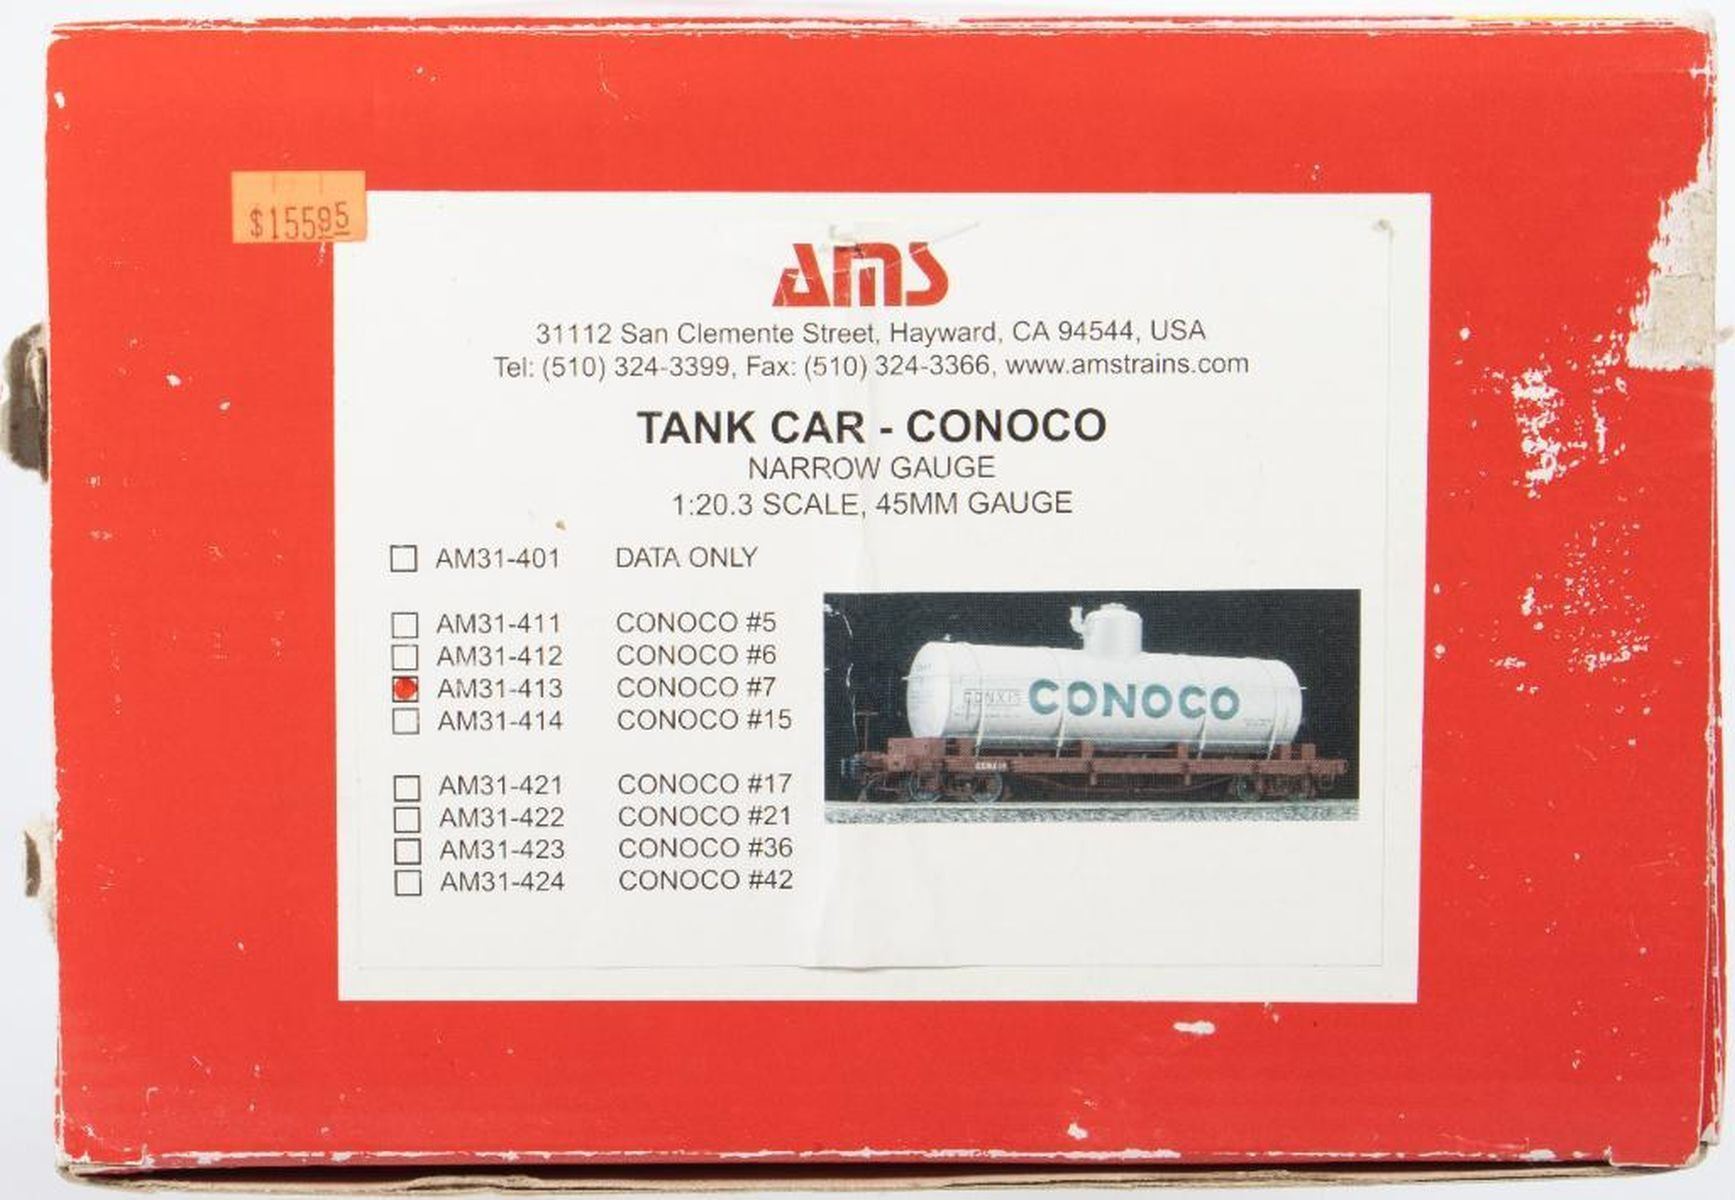 $155.95
AMS
31112 San Clemente Street, Hayward, CA 94544, USA
Tel: (510) 324-3399, Fax: (510) 324-3366, www.amstrains.com
TANK CAR - CONOCO
NARROW GAUGE
1:20.3 SCALE, 45MM GAUGE
AM31-401 DATA ONLY
AM31-411 CONOCO #5
AM31-412 CONOCO #6
AM31-413 CONOCO #7
AM31-414 CONOCO #15
AM31-421 CONOCO #17
AM31-422 CONOCO #21
AM31-423 CONOCO #36
AM31-424 CONOCO #42
CONX15 CONOCO